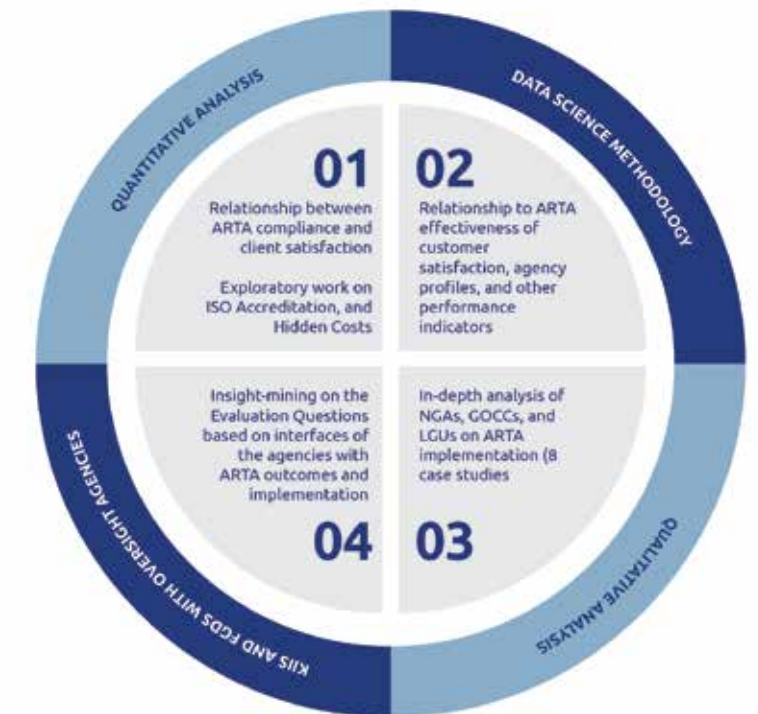 QUANTITATIVE ANALYSIS
01
Relationship between
ARTA compliance and
client satisfaction
Exploratory work on
ISO Accreditation, and
Hidden Costs
DATA SCIENCE METHODOLOGY
02
Relationship to ARTA
effectiveness of
customer
satisfaction, agency
profiles, and other
performance
indicators
QUALITATIVE ANALYSIS
In-depth analysis of
NGAs, GOCCs, and
LGUs on ARTA
implementation (8
case studies
03
KIIS AND FGDS WITH OVERSIGHT AGENCIES
Insight-mining on the
Evaluation Questions
based on interfaces of
the agencies with
ARTA outcomes and
implementation
04